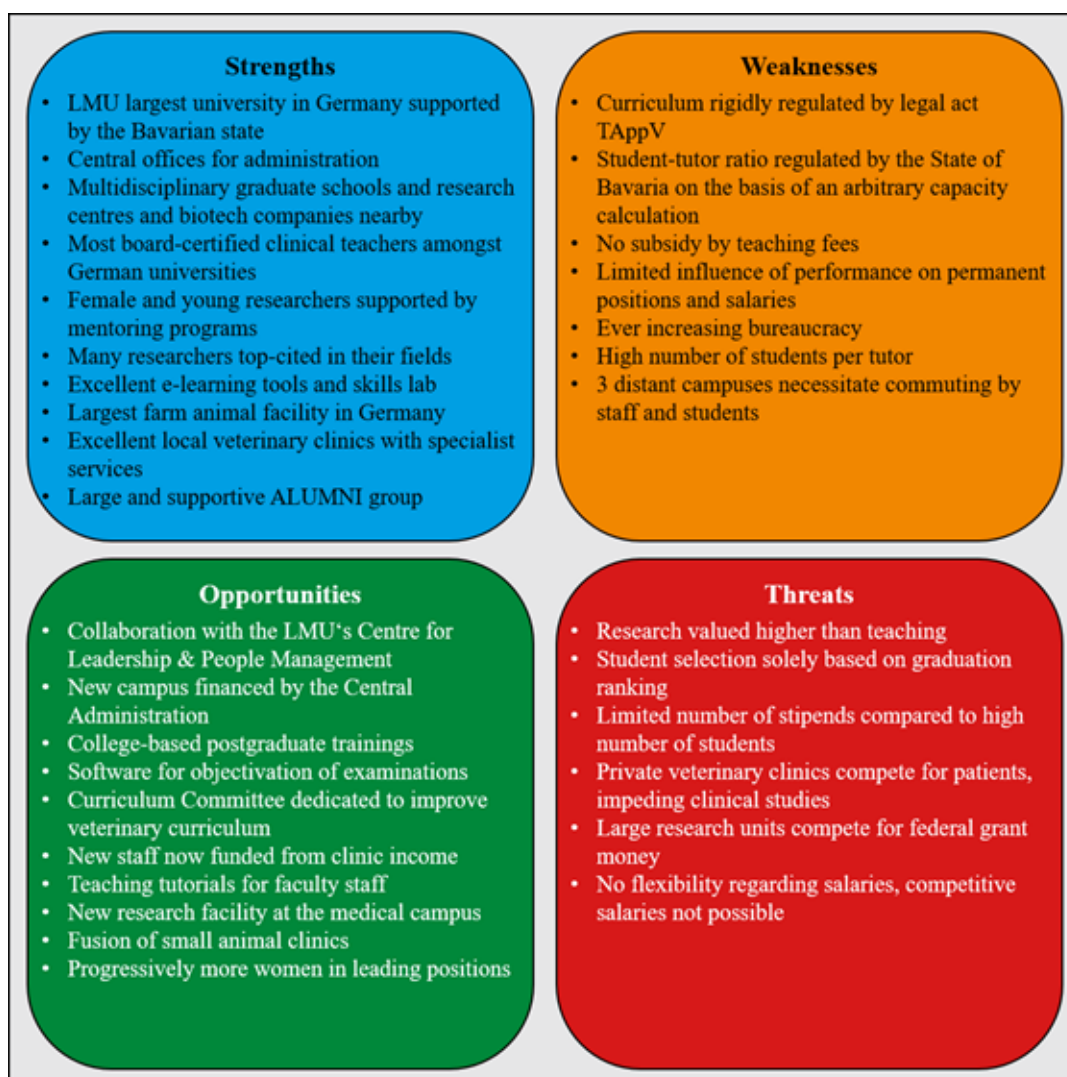 Strengths
• LMU largest university in Germany supported
by the Bavarian state
• Central offices for administration
• Multidisciplinary graduate schools and research
centres and biotech companies nearby
• Most board-certified clinical teachers amongst
German universities
• Female and young researchers supported by
mentoring programs
• Many researchers top-cited in their fields
• Excellent e-learning tools and skills lab
• Largest farm animal facility in Germany
• Excellent local veterinary clinics with specialist
services
• Large and supportive ALUMNI group
Weaknesses
• Curriculum rigidly regulated by legal act
TAppV
• Student-tutor ratio regulated by the State of
Bavaria on the basis of an arbitrary capacity
calculation
• No subsidy by teaching fees
• Limited influence of performance on permanent
positions and salaries
• Ever increasing bureaucracy
• High number of students per tutor
• 3 distant campuses necessitate commuting by
staff and students
Opportunities
• Collaboration with the LMU‘s Centre for
Leadership & People Management
• New campus financed by the Central
Administration
• College-based postgraduate trainings
• Software for objectivation of examinations
• Curriculum Committee dedicated to improve
veterinary curriculum
• New staff now funded from clinic income
• Teaching tutorials for faculty staff
• New research facility at the medical campus
• Fusion of small animal clinics
• Progressively more women in leading positions
Threats
• Research valued higher than teaching
• Student selection solely based on graduation
ranking
• Limited number of stipends compared to high
number of students
• Private veterinary clinics compete for patients,
impeding clinical studies
• Large research units compete for federal grant
money
• No flexibility regarding salaries, competitive
salaries not possible